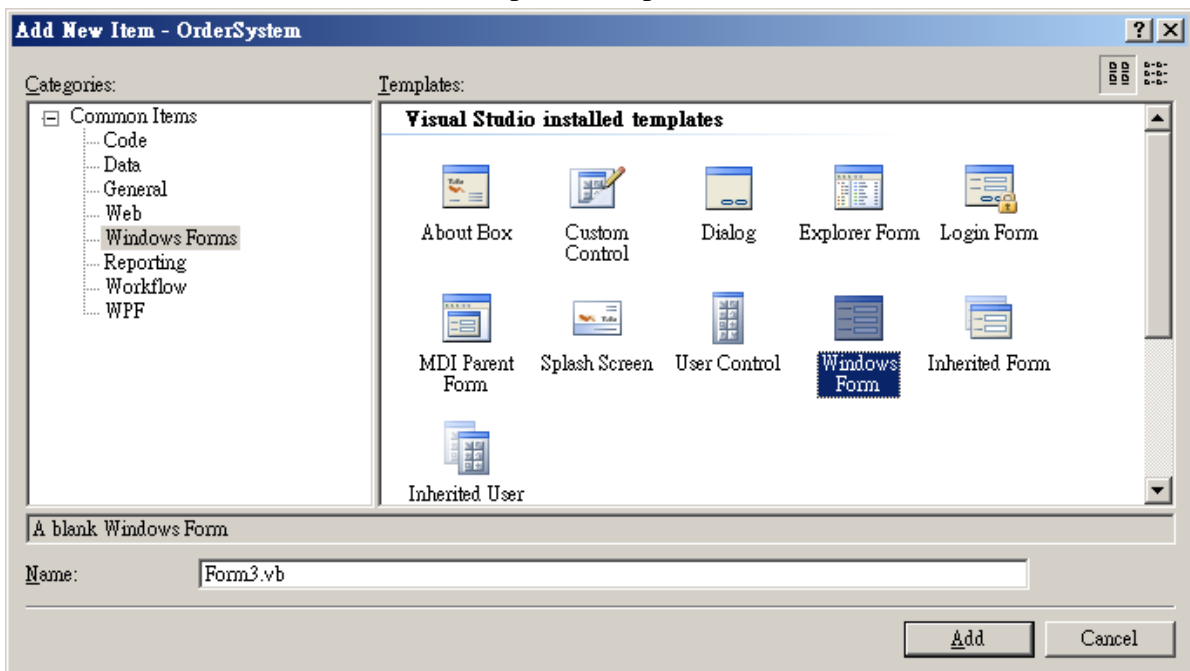 Add New Item - OrderSystem
Categories:
Templates:
Common Items
Code
Data
General
Web
Windows Forms
Reporting
Workflow
WPF
Visual Studio installed templates
About Box
Custom
Control
Dialog
Explorer Form
Login Form
MDI Parent
Form
Splash Screen
User Control
Windows
Form
Inherited Form
Inherited User
A blank Windows Form
Name:
Form3.vb
Add
Cancel